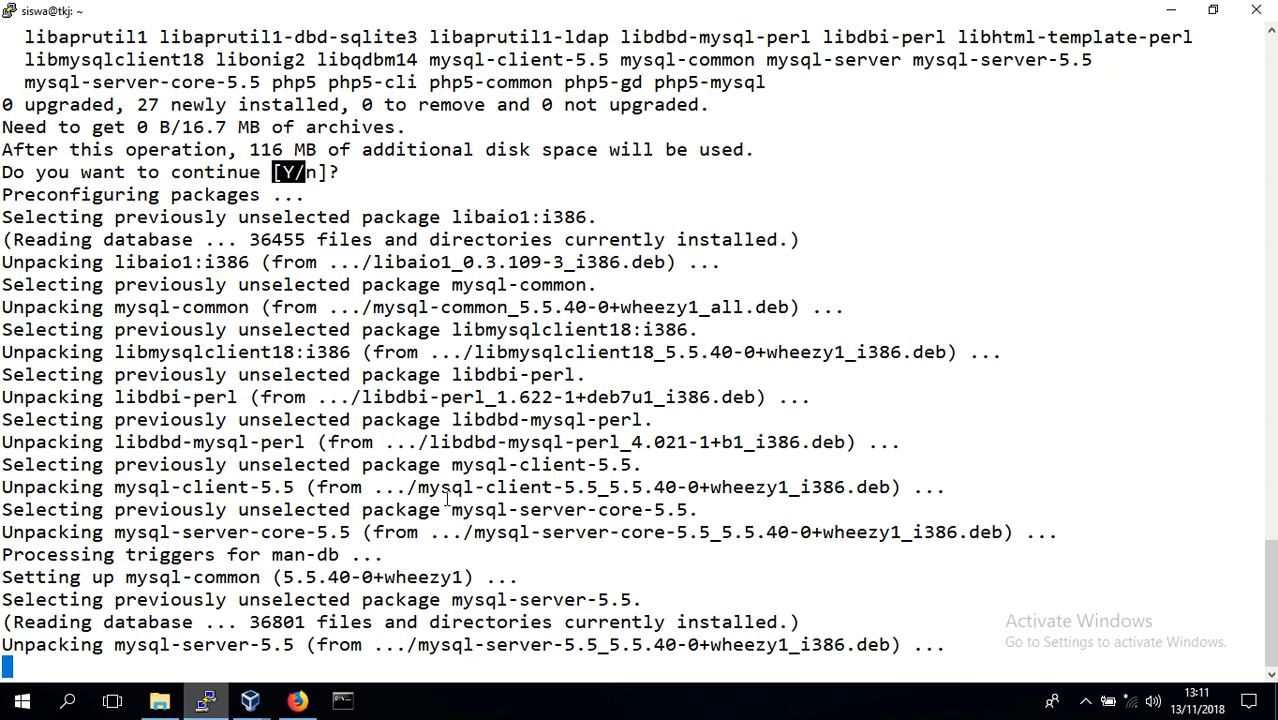 siswa@tkj: ~
libaprutil1 libaprutil1-dbd-sqlite3 libaprutil1-ldap libdbd-mysql-perl libdbi-perl libhtml-template-perl
libmysqlclient18 libonig2 libqdbm14 mysql-client-5.5 mysql-common mysql-server mysql-server-5.5
mysql-server-core-5.5 php5 php5-cli php5-common php5-gd php5-mysql
0 upgraded, 27 newly installed, 0 to remove and 0 not upgraded.
Need to get 0 B/16.7 MB of archives.
After this operation, 116 MB of additional disk space will be used.
Do you want to continue [Y/n]?
Preconfiguring packages ...
Selecting previously unselected package libaio1:i386.
(Reading database ... 36455 files and directories currently installed.)
Unpacking libaio1:i386 (from .../libaio1_0.3.109-3_i386.deb) ...
Selecting previously unselected package mysql-common.
Unpacking mysql-common (from .../mysql-common_5.5.40-0+wheezy1_all.deb) ...
Selecting previously unselected package libmysqlclient18:i386.
Unpacking libmysqlclient18:i386 (from .../libmysqlclient18_5.5.40-0+wheezy1_i386.deb) ...
Selecting previously unselected package libdbi-perl.
Unpacking libdbi-perl (from .../libdbi-perl_1.622-1+deb7u1_i386.deb) ...
Selecting previously unselected package libdbd-mysql-perl.
Unpacking libdbd-mysql-perl (from .../libdbd-mysql-perl_4.021-1+b1_i386.deb) ...
Selecting previously unselected package mysql-client-5.5.
Unpacking mysql-client-5.5 (from .../mysql-client-5.5_5.5.40-0+wheezy1_i386.deb) ...
Selecting previously unselected package mysql-server-core-5.5.
Unpacking mysql-server-core-5.5 (from .../mysql-server-core-5.5_5.5.40-0+wheezy1_i386.deb) ...
Processing triggers for man-db ...
Setting up mysql-common (5.5.40-0+wheezy1) ...
Selecting previously unselected package mysql-server-5.5.
(Reading database ... 36801 files and directories currently installed.)
Unpacking mysql-server-5.5 (from .../mysql-server-5.5_5.5.40-0+wheezy1_i386.deb) ...
Activate Windows
Go to Settings to activate Windows.
13:11
13/11/2018